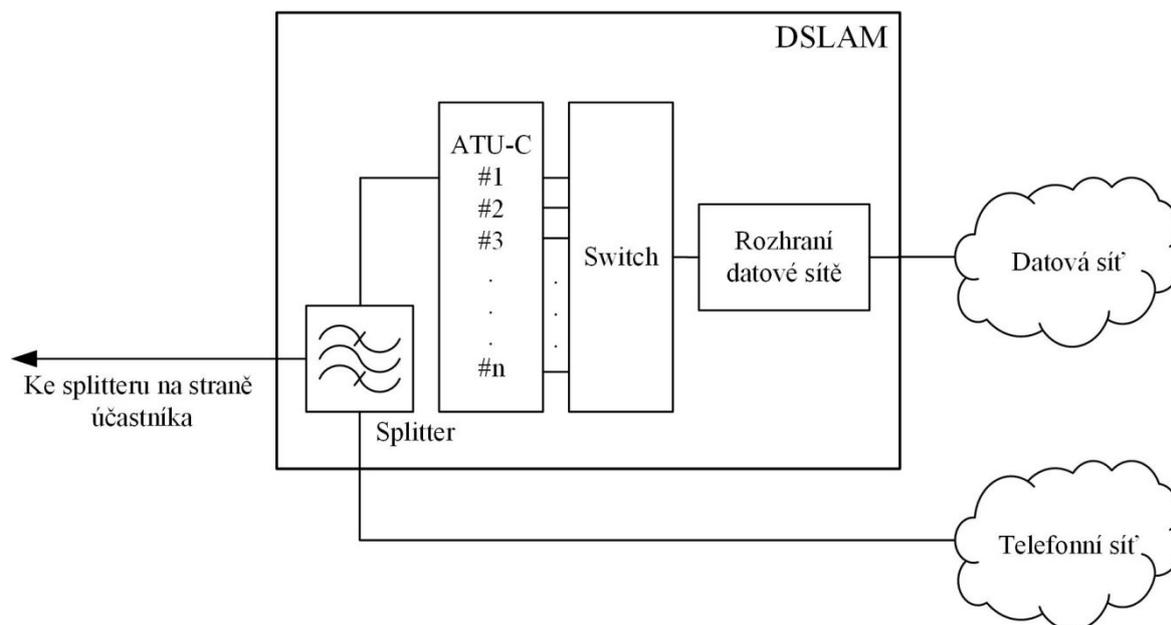 DSLAM
ATU-C
#1
#2
#3
.
.
.
#n
.
.
.
Switch
Rozhraní
datové sítě
Datová síť
Ke splitteru na straně
účastníka
Splitter
Telefonní síť